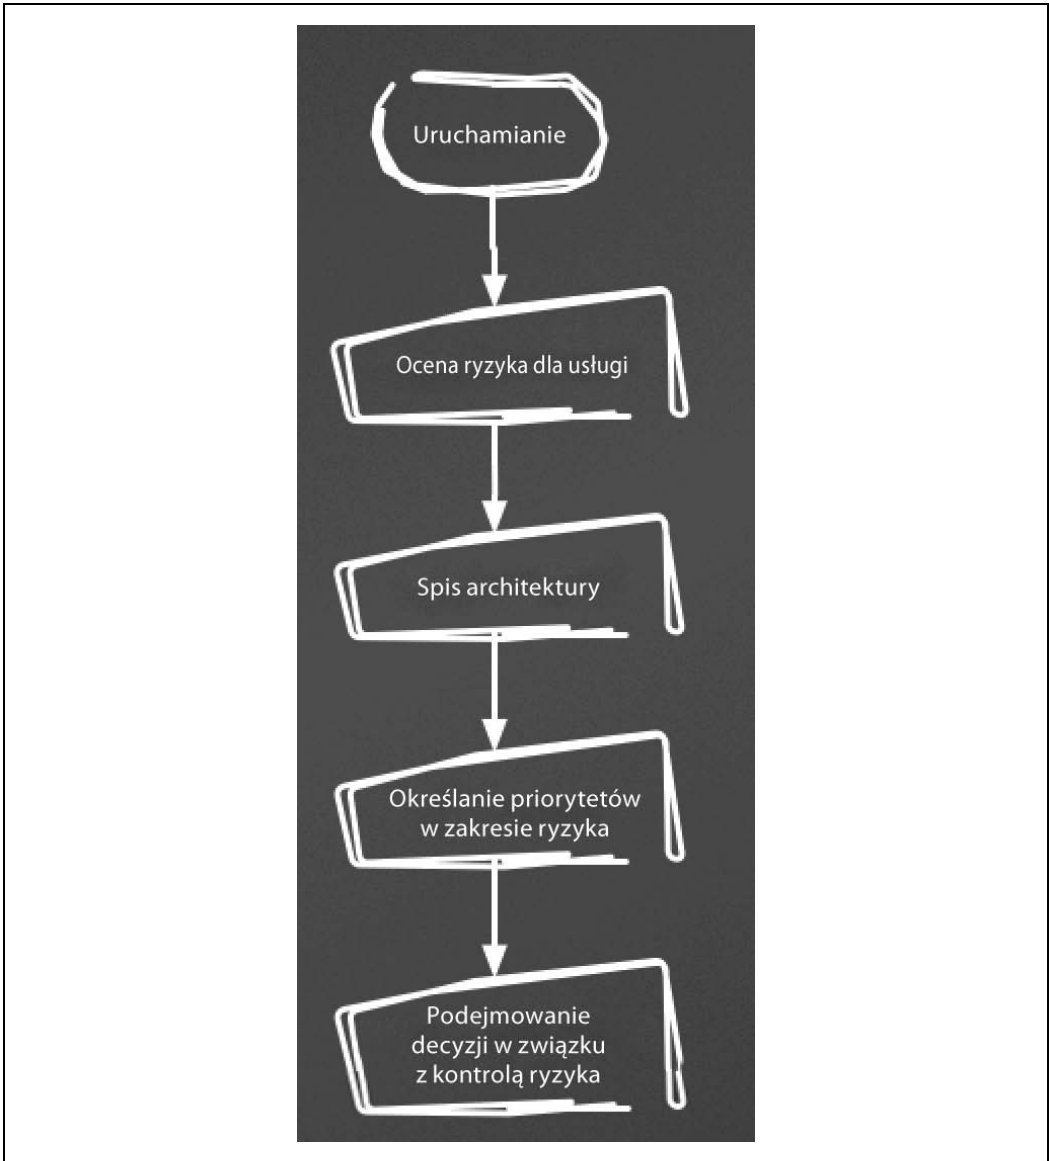 Uruchamianie
Ocena ryzyka dla usługi
Spis architektury
Określanie priorytetów
w zakresie ryzyka
Podejmowanie
decyzji w związku
z kontrolą ryzyka